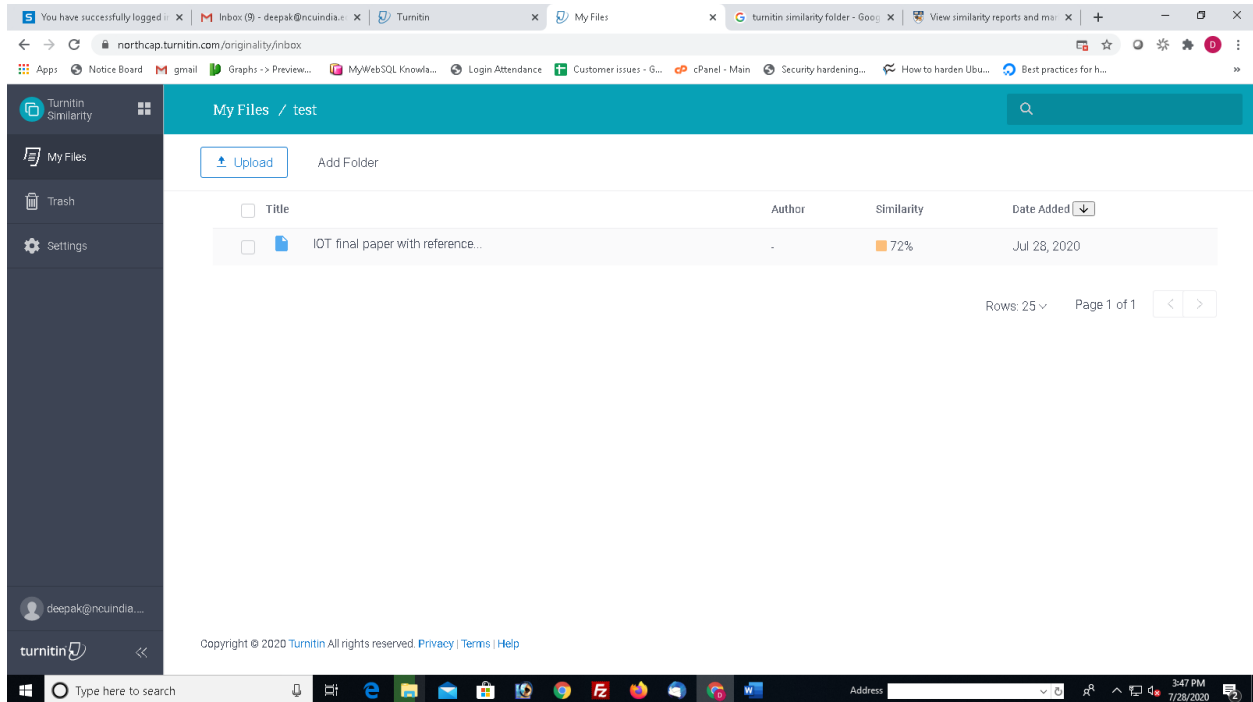 You have successfully logged in
Inbox (9) - deepak@ncuindia.e
Turnitin
My Files
turnitin similarity folder - Goog
View similarity reports and mar
northcap.turnitin.com/originality/inbox
D
Apps
Notice Board
gmail
Graphs -> Preview...
MyWebSQL Knowla...
Login Attendance
Customer issues - G...
cPanel - Main
Security hardening...
How to harden Ubu...
Best practices for h...
Turnitin
Similarity
My Files / test
My Files
Trash
Settings
Upload
Add Folder
Title
Author
Similarity
Date Added
IOT final paper with reference...
-
72%
Jul 28, 2020
Rows: 25
Page 1 of 1
deepak@ncuindia....
turnitin
Copyright © 2020 Turnitin All rights reserved. Privacy | Terms | Help
Type here to search
Address
3:47 PM
7/28/2020
2